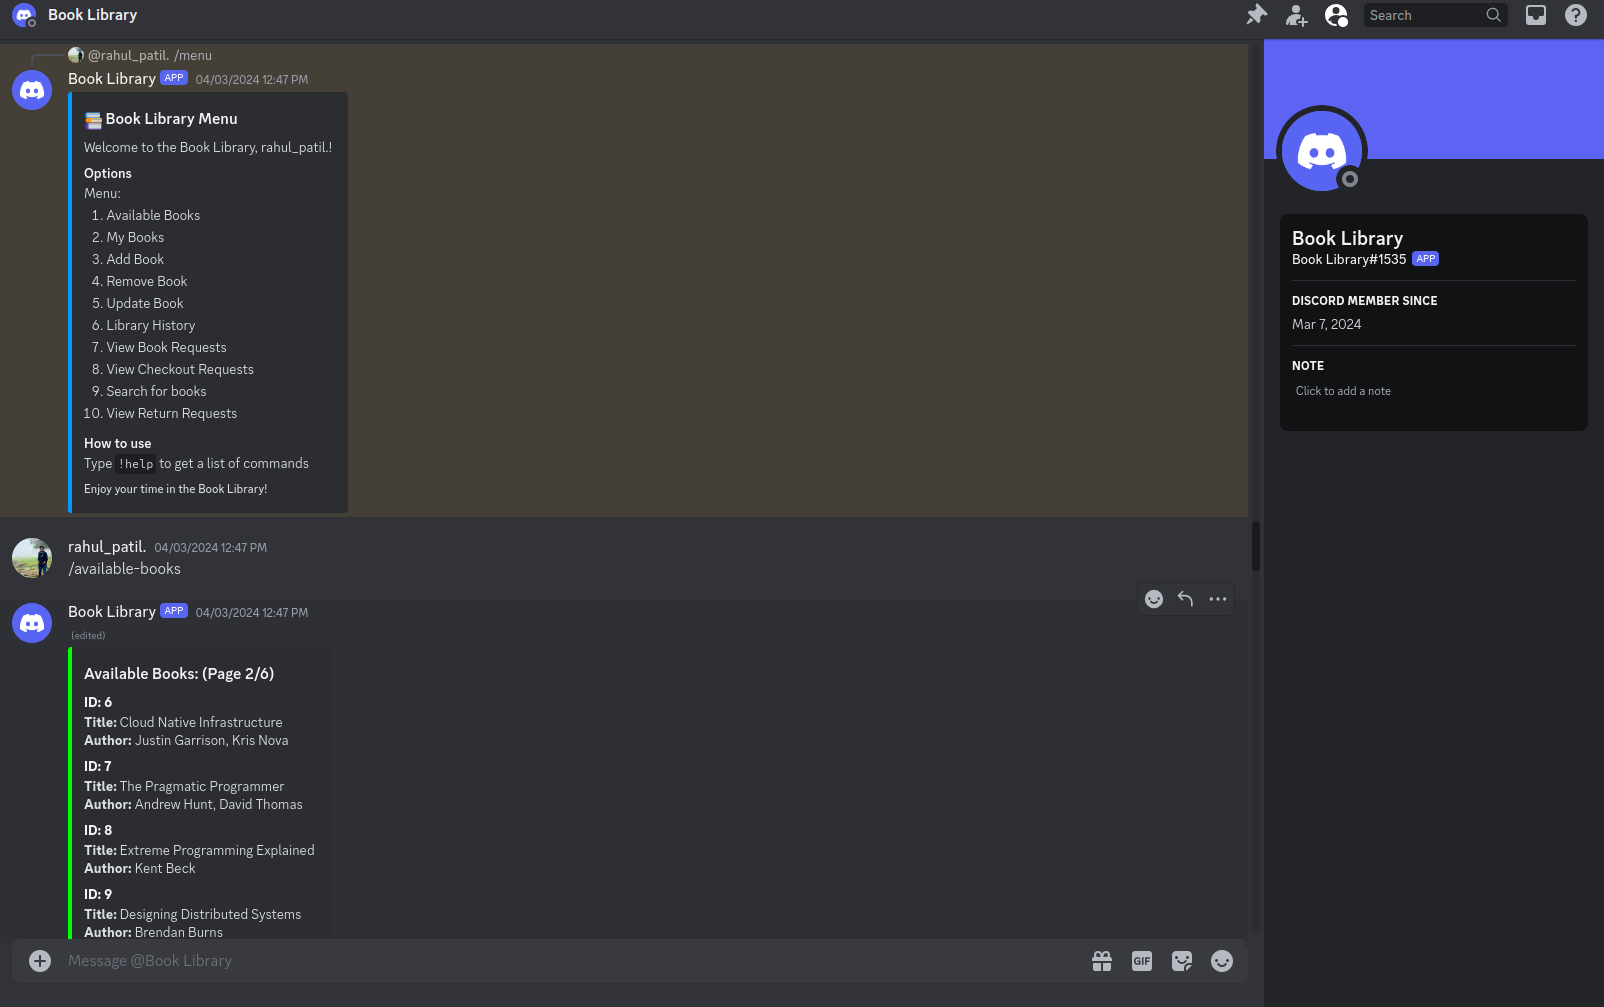 Book Library
Search
@rahul_patil. /menu
Book Library APP 04/03/2024 12:47 PM
Book Library Menu
Welcome to the Book Library, rahul_patil.!
Options
Menu:
1. Available Books
2. My Books
3. Add Book
4. Remove Book
5. Update Book
6. Library History
7. View Book Requests
8. View Checkout Requests
9. Search for books
10. View Return Requests
How to use
Type !help to get a list of commands
Enjoy your time in the Book Library!
rahul_patil. 04/03/2024 12:47 PM
/available-books
Book Library APP 04/03/2024 12:47 PM
(edited)
Available Books: (Page 2/6)
ID: 6
Title: Cloud Native Infrastructure
Author: Justin Garrison, Kris Nova
ID: 7
Title: The Pragmatic Programmer
Author: Andrew Hunt, David Thomas
ID: 8
Title: Extreme Programming Explained
Author: Kent Beck
ID: 9
Title: Designing Distributed Systems
Author: Brendan Burns
Message @Book Library
GIF
Book Library
Book Library#1535 APP
DISCORD MEMBER SINCE
Mar 7, 2024
NOTE
Click to add a note